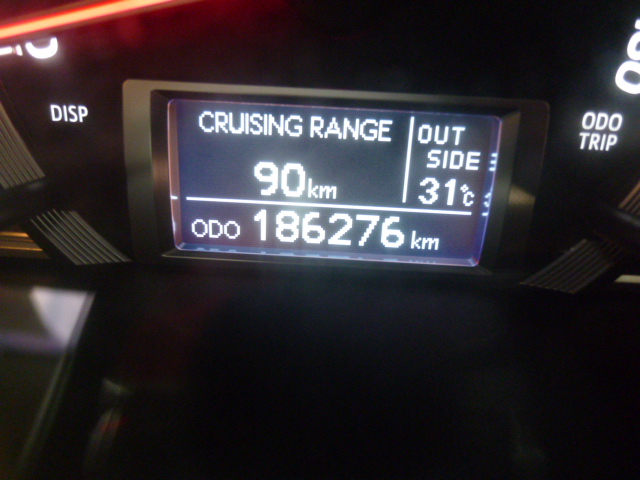 DISP
CRUISING RANGE
90km
OUT
SIDE
31°C
ODO 186276 km
ODO
TRIP